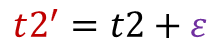 t2′ = t2 + ε